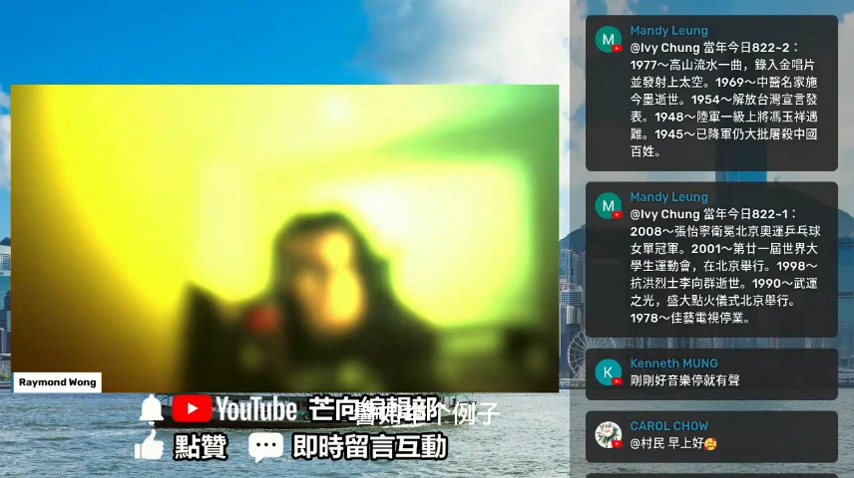 Raymond Wong
YouTube 芒向編輯部
譬如舉个例子
點贊 即時留言互動
Mandy Leung
@Ivy Chung 當年今日822~2：
1977～高山流水一曲，錄入金唱片
並發射上太空。1969～中醫名家施
今墨逝世。1954～解放台灣宣言發
表。1948～陸軍一級上將馮玉祥遇
難。1945～已降軍仍大批屠殺中國
百姓。
Mandy Leung
@Ivy Chung 當年今日822~1：
2008～張怡寧衛冕北京奧運乒乓球
女單冠軍。2001～第廿一屆世界大
學生運動會，在北京舉行。1998～
抗洪烈士李向群逝世。1990～武運
之光，盛大點火儀式北京舉行。
1978～佳藝電視停業。
Kenneth MUNG
剛剛好音樂停就有聲
CAROL CHOW
@村民 早上好🥰